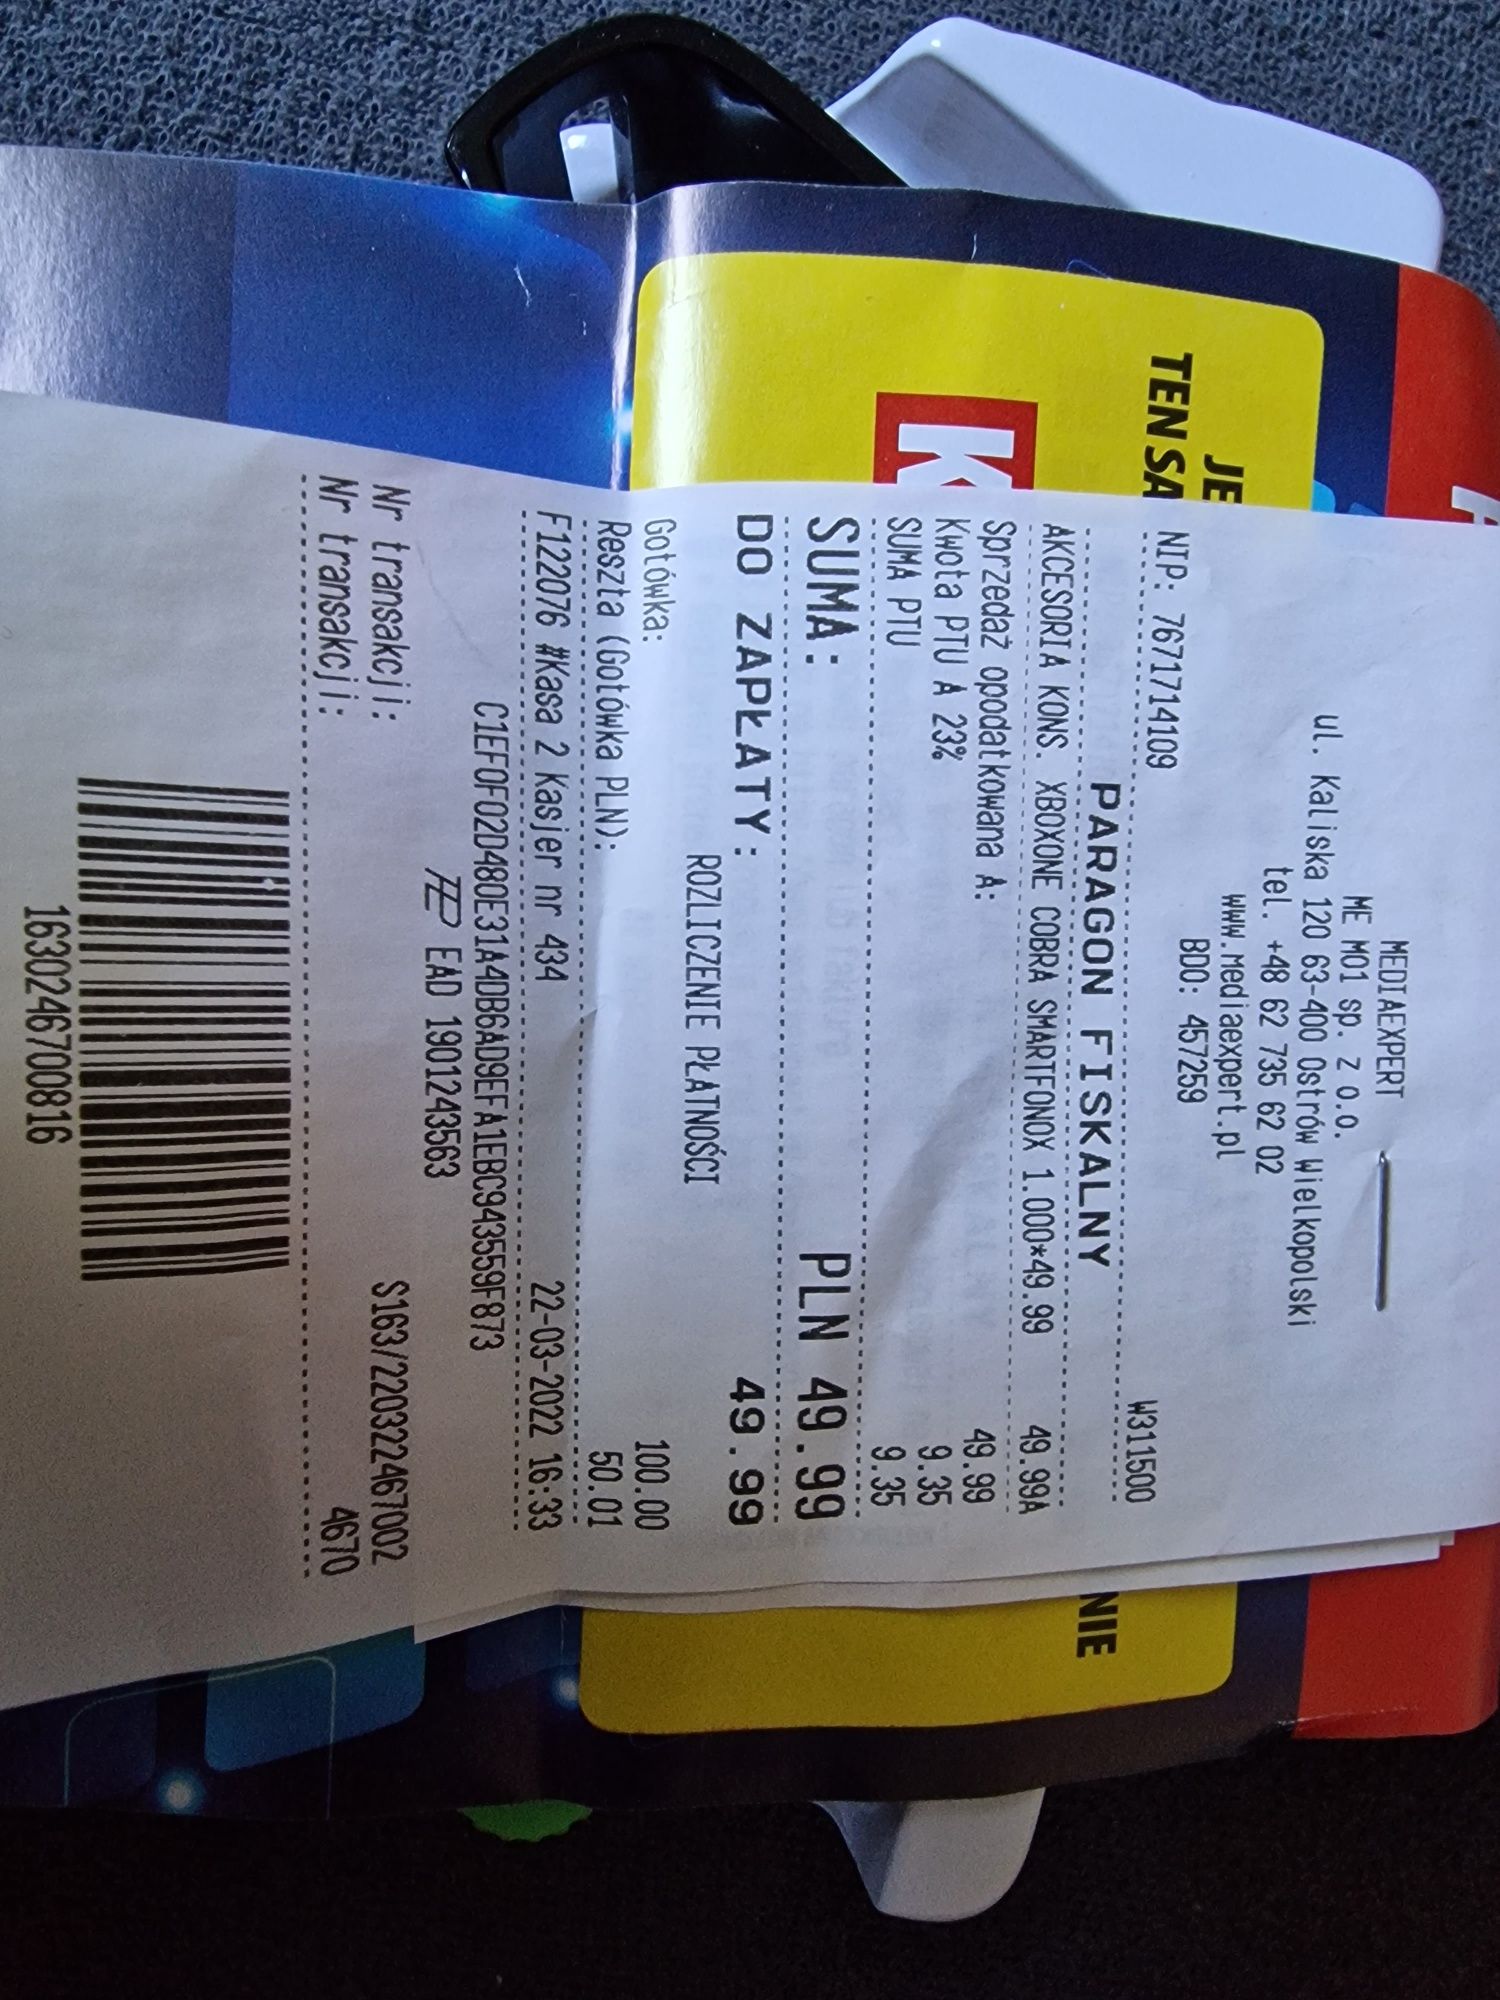 MEDIAEXPERT
ME M01 sp. z o.o.
ul. Kaliska 120 63-400 Ostrów Wielkopolski
tel. +48 62 735 62 02
www.mediaexpert.pl
BDO: 457259
NIP: 7671714109 W311500
PARAGON FISKALNY
AKCESORIA KONS. XBOXONE COBRA SMARTFONOX 1.000*49.99 49.99A
Sprzedaż opodatkowana A: 49.99
Kwota PTU A 23% 9.35
SUMA PTU 9.35
SUMA: PLN 49.99
DO ZAPŁATY: 49.99
ROZLICZENIE PŁATNOŚCI
Gotówka: 100.00
Reszta (Gotówka PLN): 50.01
F122076 #Kasa 2 Kasjer nr 434 22-03-2022 16:33
C1EF0F02D480E31A4DB6AD9EFA1EBC943559F873
EAD 1901243563
Nr transakcji: S163/220322467002
Nr transakcji: 4670
1630246700816
JE
TEN SA
K
NIE